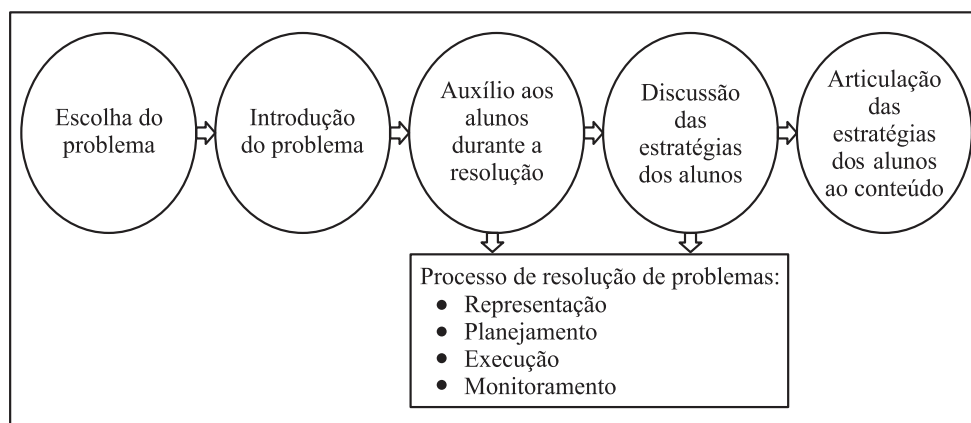 Escolha do
problema
Introdução
do problema
Auxílio aos
alunos
durante a
resolução
Discussão
das
estratégias
dos alunos
Articulação
das
estratégias
dos alunos
ao conteúdo
Processo de resolução de problemas:
● Representação
● Planejamento
● Execução
● Monitoramento